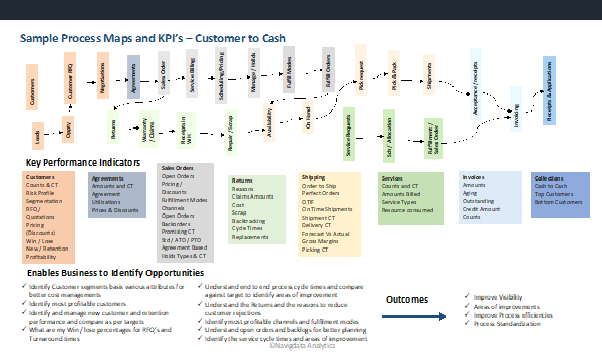 Sample Process Maps and KPI's – Customer to Cash
Customers
Leads
Customer RFQ
Oppty
Negotiations
Agreements
Sales Order
Service Billing
Scheduling/Pricing
Manage / Holds
Fulfill Modes
Fulfill Orders
Pick request
Pick & Pack
Shipments
Acceptance / receipts
Invoicing
Receipts & Applications
Returns
Warranty / Claims
Receipts in WH
Repair / Scrap
Availability
On Hand
Service Requests
Sch / Allocation
Fulfillment / Sales Order
Key Performance Indicators
Customers
Counts & CT
Risk Profile
Segmentation
RFQ /
Quotations
Pricing
(Discounts)
Win / Lose
New / Retention
Profitability
Agreements
Amounts and CT
Agreement
Utilizations
Prices & Discounts
Sales Orders
Open Orders
Pricing /
Discounts
Fulfillment Modes
Channels
Open Orders
Backorders
Promising CT
Std / ATO / PTO
Agreement Based
Holds Types & CT
Returns
Reasons
Claims Amounts
Cost
Scrap
Backtracking
Cycle Times
Replacements
Shipping
Order to Ship
Perfect Orders
OTIF
On Time Shipments
Shipment CT
Delivery CT
Forecast Vs Actual
Gross Margins
Picking CT
Services
Counts and CT
Amounts Billed
Service Types
Resource consumed
Invoices
Amounts
Aging
Outstanding
Credit Amount
Counts
Collections
Cash to Cash
Top Customers
Bottom Customers
Enables Business to Identify Opportunities
✓ Identify Customer segments basis various attributes for
better cost managements
✓ Identify most profitable customers
✓ Identify and manage new customer and retention
performance and compare as per targets
✓ What are my Win / lose percentages for RFQ's and
Turnaround times
✓ Understand end to end process cycle times and compare
against target to identify areas of improvement
✓ Understand the Returns and the reasons to reduce
customer rejections
✓ Identify most profitable channels and fulfilment modes
✓ Understand open orders and backlogs for better planning
✓ Identify the service cycle times and areas of improvement
Outcomes
✓ Improve Visibility
✓ Areas of improvements
✓ Improve Process efficiencies
✓ Process Standardization
©Navigdata Analytics